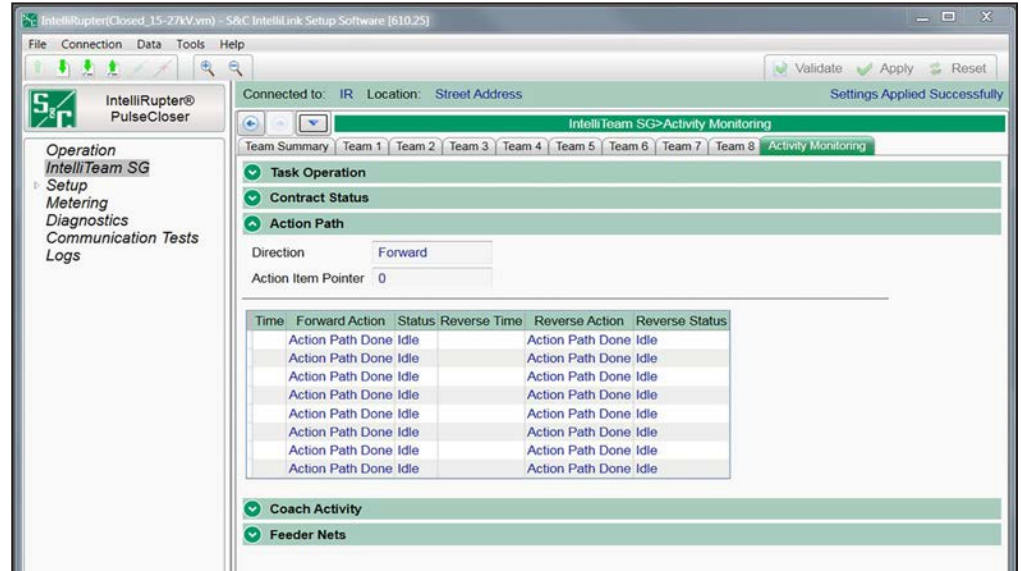 IntelliRupter(Closed_15-27kV.vm) - S&C IntelliLink Setup Software [610.25]
File Connection Data Tools Help
Validate Apply Reset
S&C IntelliRupter®
PulseCloser
Connected to: IR Location: Street Address Settings Applied Successfully
IntelliTeam SG>Activity Monitoring
Team Summary Team 1 Team 2 Team 3 Team 4 Team 5 Team 6 Team 7 Team 8 Activity Monitoring
Operation
IntelliTeam SG
Setup
Metering
Diagnostics
Communication Tests
Logs
Task Operation
Contract Status
Action Path
Direction Forward
Action Item Pointer 0
Time Forward Action Status Reverse Time Reverse Action Reverse Status
Action Path Done Idle Action Path Done Idle
Action Path Done Idle Action Path Done Idle
Action Path Done Idle Action Path Done Idle
Action Path Done Idle Action Path Done Idle
Action Path Done Idle Action Path Done Idle
Action Path Done Idle Action Path Done Idle
Action Path Done Idle Action Path Done Idle
Action Path Done Idle Action Path Done Idle
Coach Activity
Feeder Nets